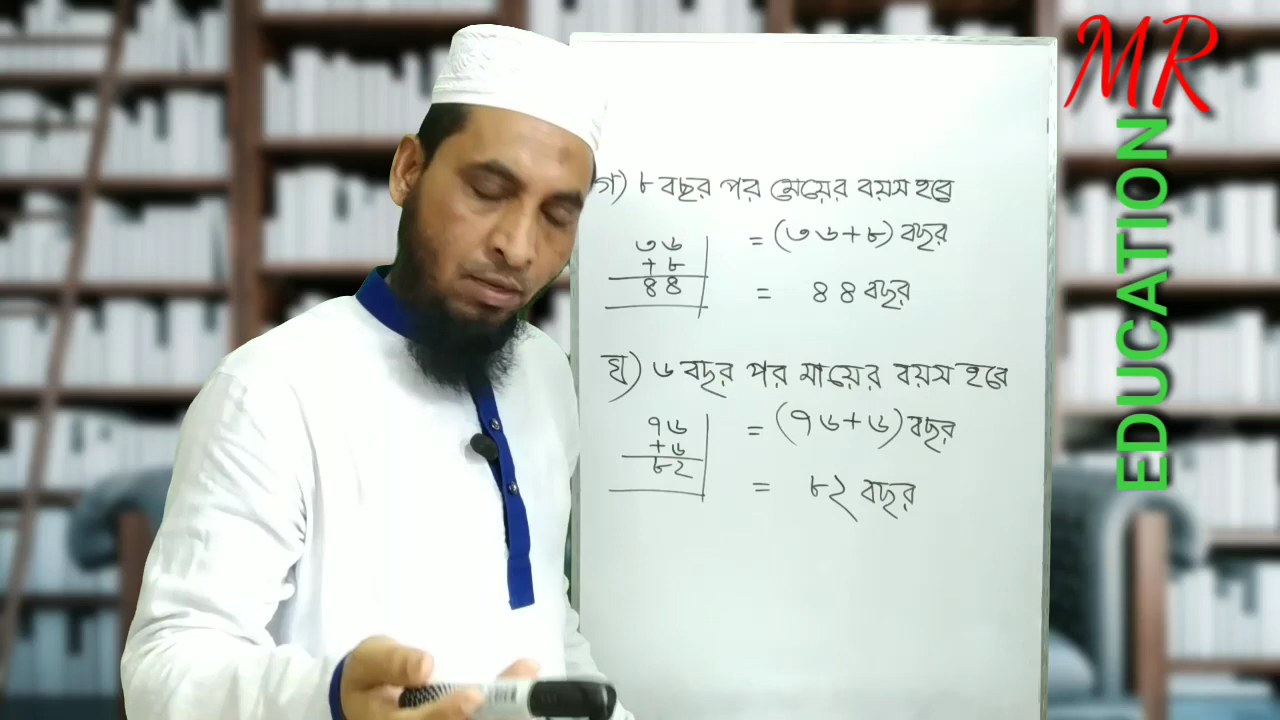 গ) ৮ বছর পর মেয়ের বয়স হবে
= (৩৬+৮) বছর
৩৬
+ ৮
৪৪
= ৪৪ বছর
ঘ) ৬ বছর পর মায়ের বয়স হবে
= (৭৬+৬) বছর
৭৬
+ ৬
৮২
= ৮২ বছর
MR
EDUCATION